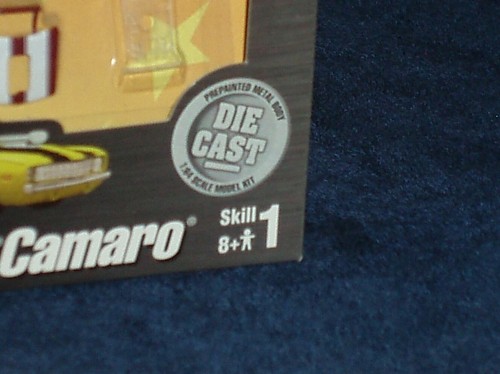 PREPAINTED METAL BODY
DIE
CAST
1:64 SCALE MODEL KIT
Camaro®
Skill 1
8+